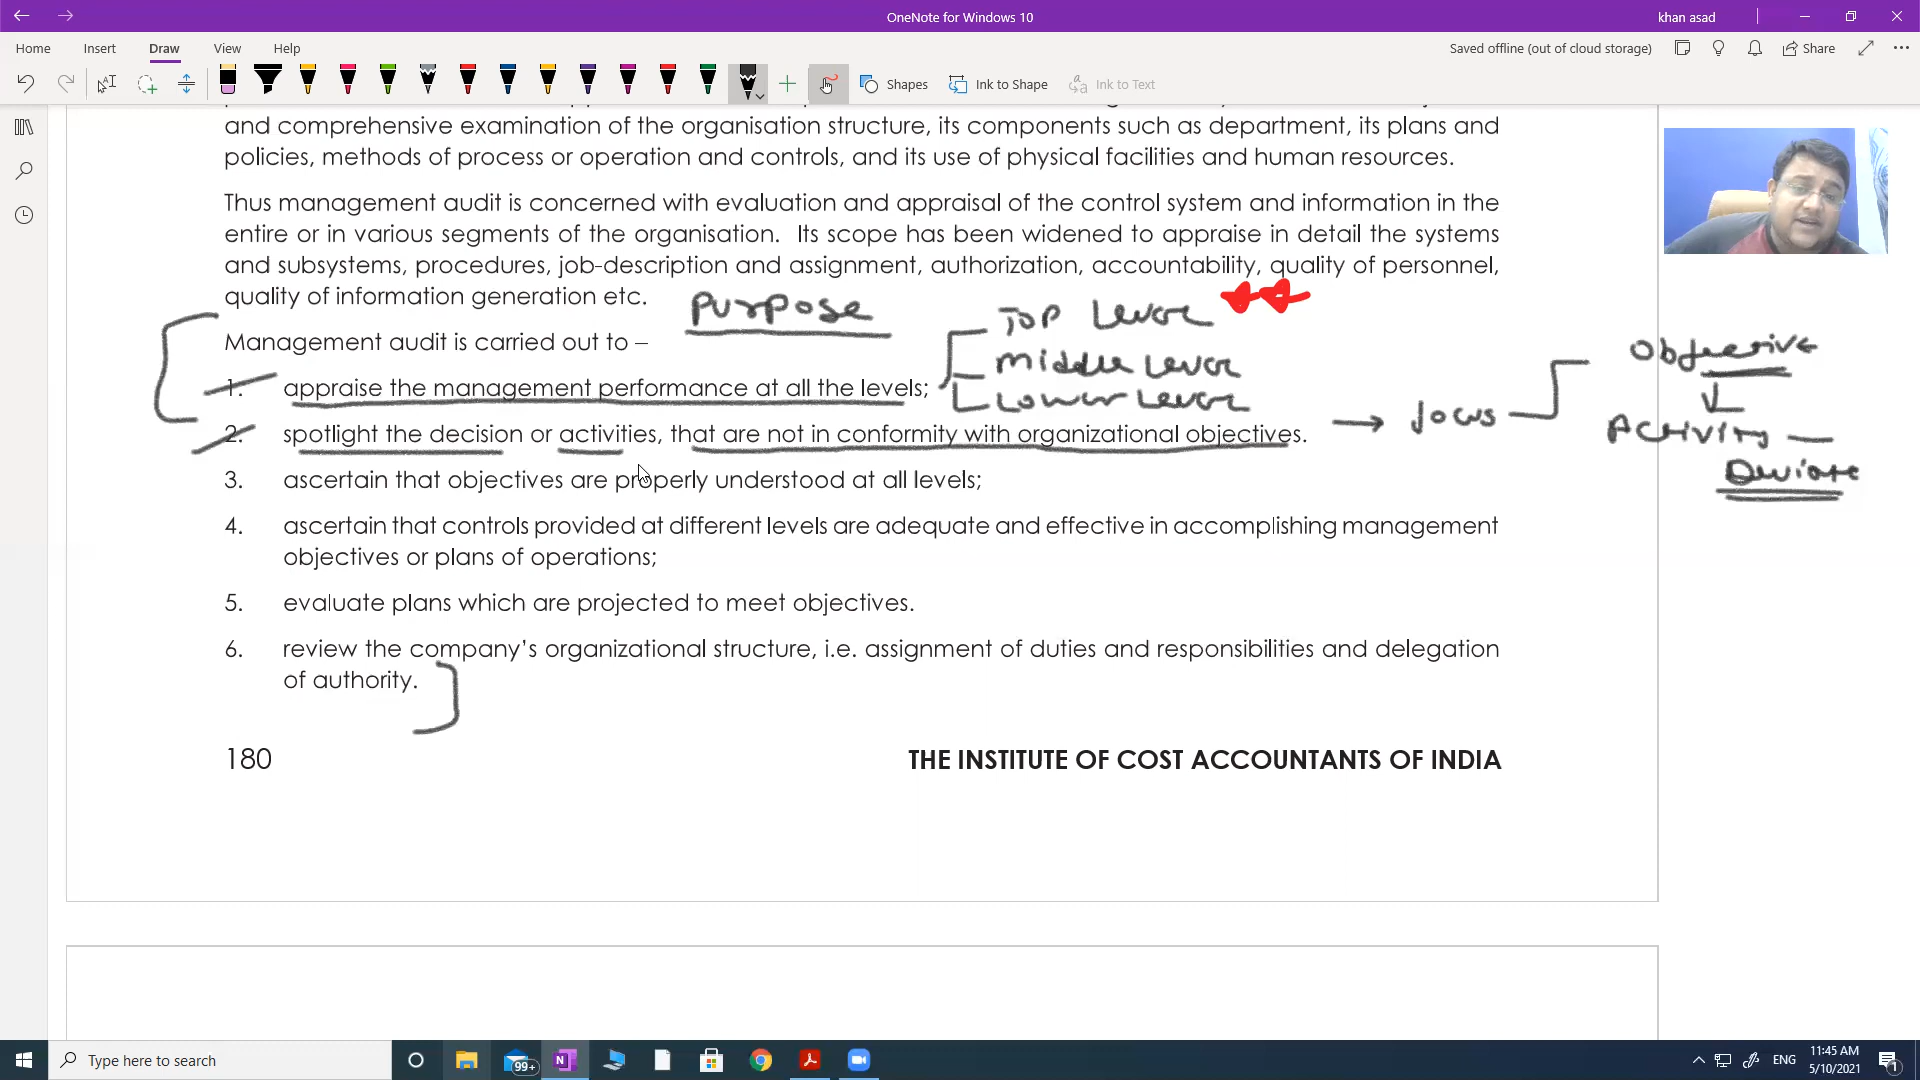 OneNote for Windows 10
khan asad
Home Insert Draw View Help
Saved offline (out of cloud storage)
Share
Shapes
Ink to Shape
Ink to Text
and comprehensive examination of the organisation structure, its components such as department, its plans and
policies, methods of process or operation and controls, and its use of physical facilities and human resources.
Thus management audit is concerned with evaluation and appraisal of the control system and information in the
entire or in various segments of the organisation. Its scope has been widened to appraise in detail the systems
and subsystems, procedures, job-description and assignment, authorization, accountability, quality of personnel,
quality of information generation etc.
Purpose
Top Level
Management audit is carried out to –
Middle Level
Objective
1. appraise the management performance at all the levels;
Lower Level
2. spotlight the decision or activities, that are not in conformity with organizational objectives.
focus
Activity
Deviate
3. ascertain that objectives are properly understood at all levels;
4. ascertain that controls provided at different levels are adequate and effective in accomplishing management
objectives or plans of operations;
5. evaluate plans which are projected to meet objectives.
6. review the company's organizational structure, i.e. assignment of duties and responsibilities and delegation
of authority.
180
THE INSTITUTE OF COST ACCOUNTANTS OF INDIA
Type here to search
99+
ENG
11:45 AM
5/10/2021
1